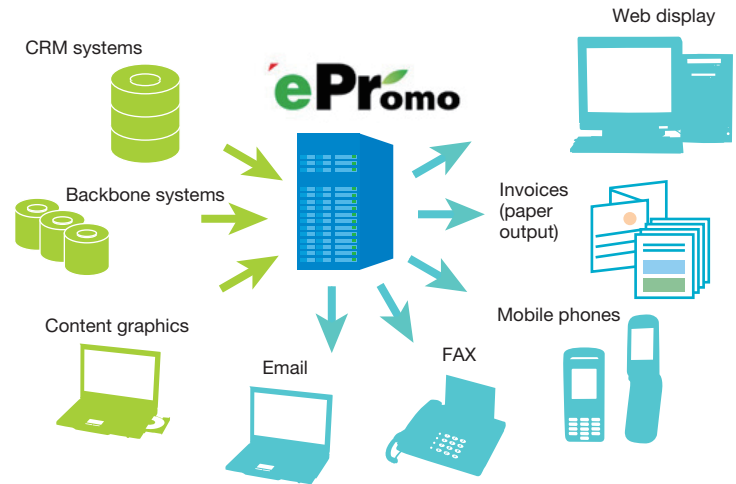 Web display
CRM systems
ePromo
Backbone systems
Invoices
(paper
output)
Content graphics
Mobile phones
Email
FAX